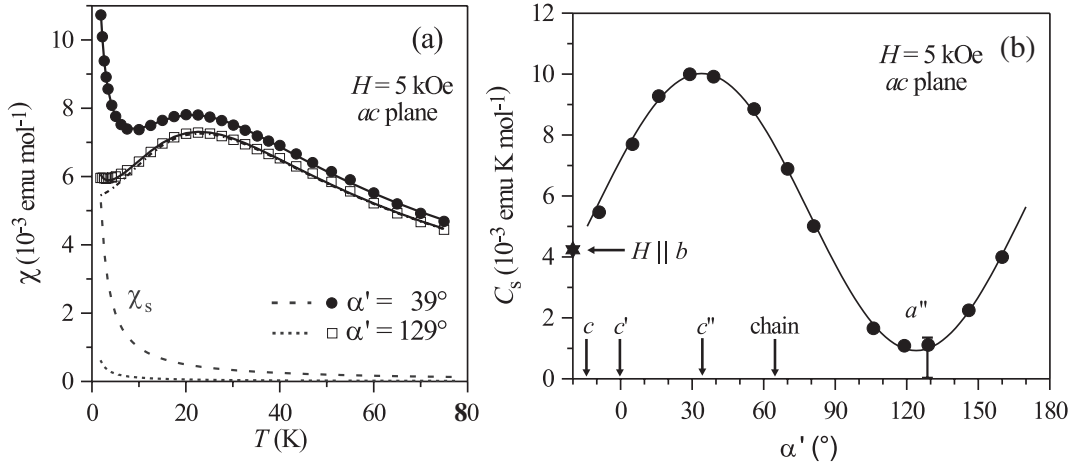 (a)
H = 5 kOe
ac plane
χ (10⁻³ emu mol⁻¹)
10
8
6
4
2
0
χs
α' = 39°
α' = 129°
0 20 40 60 80
T (K)
(b)
H = 5 kOe
ac plane
Cs (10⁻³ emu K mol⁻¹)
12
10
8
6
4
2
0
H || b
a''
c c' c'' chain
0 30 60 90 120 150 180
α' (°)